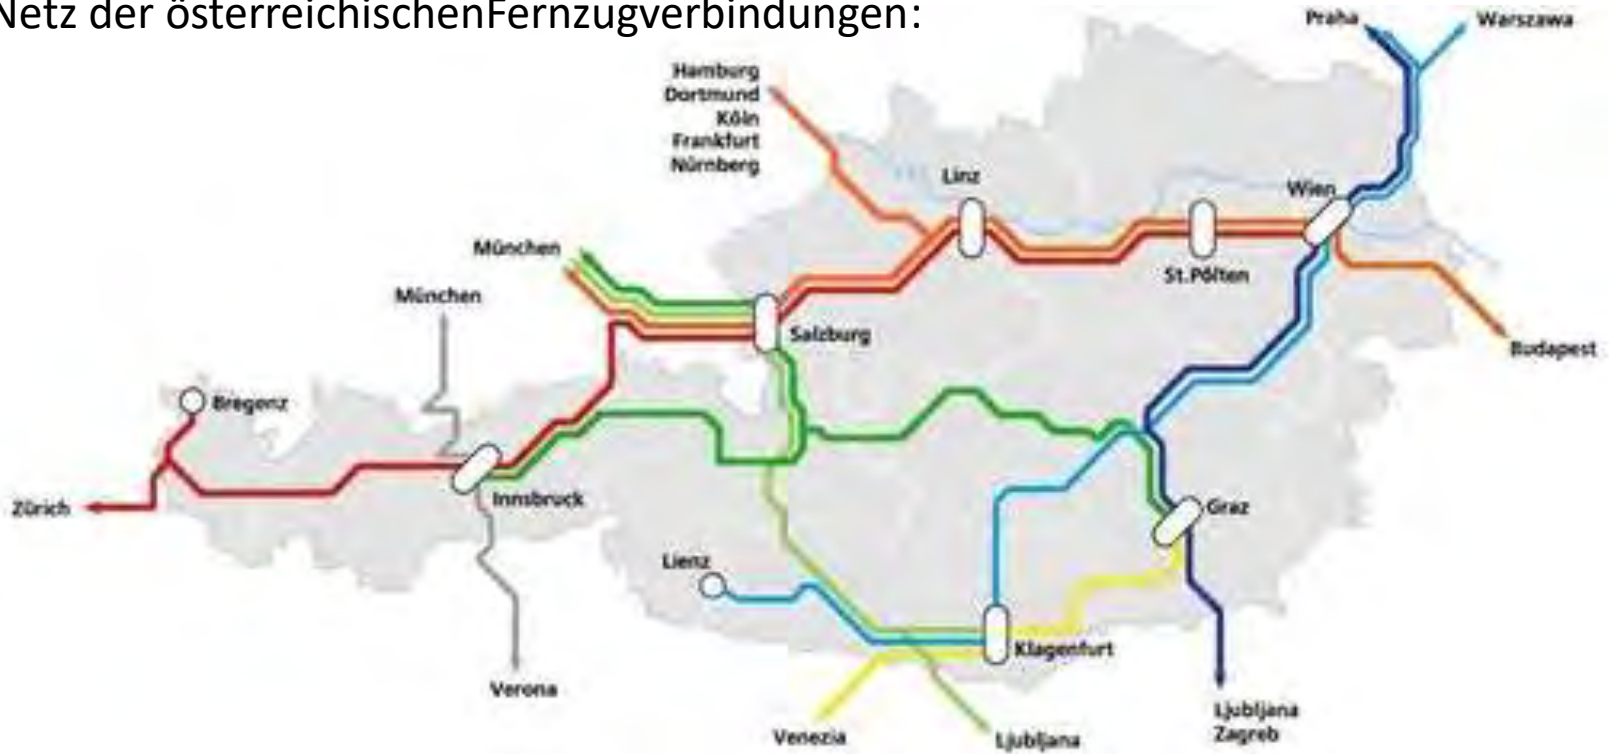 Netz der österreichischenFernzugverbindungen:
Praha
Warszawa
Hamburg
Dortmund
Köln
Frankfurt
Nürnberg
Linz
Wien
München
St.Pölten
München
Salzburg
Budapest
Bregenz
Zürich
Innsbruck
Graz
Lienz
Klagenfurt
Verona
Ljubljana
Zagreb
Venezia
Ljubljana